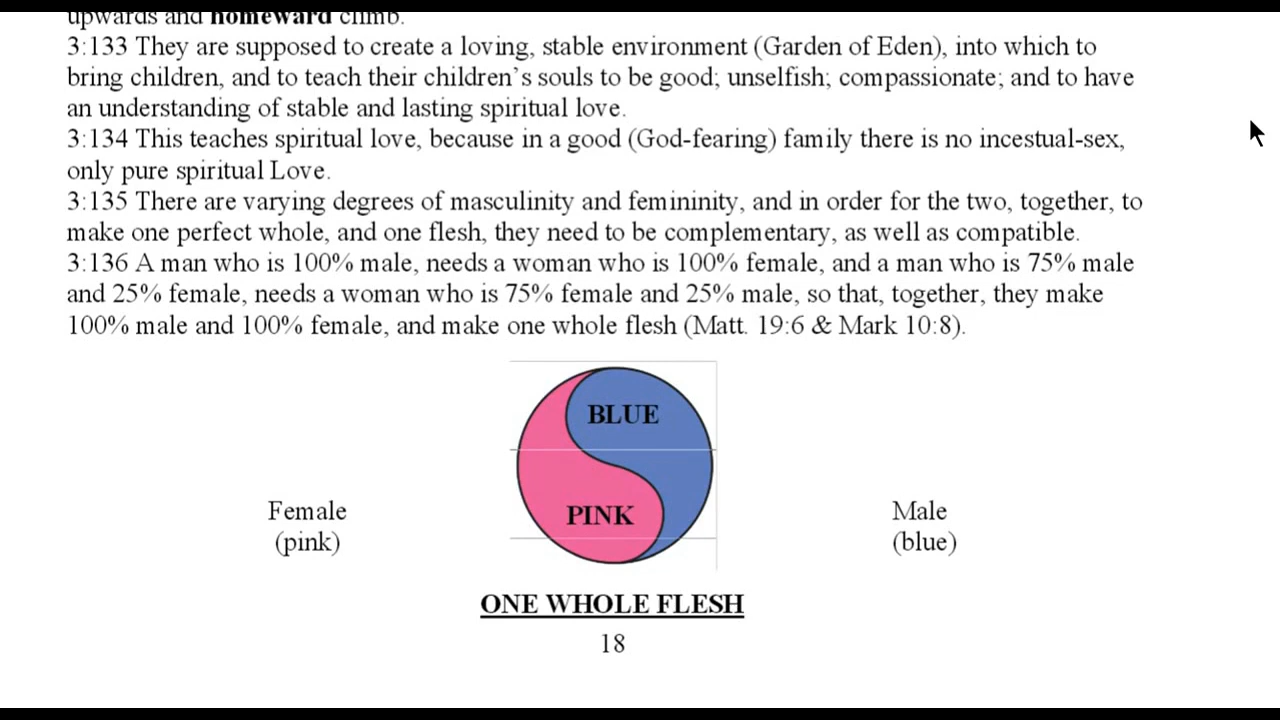 upwards and homeward climb.
3:133 They are supposed to create a loving, stable environment (Garden of Eden), into which to
bring children, and to teach their children’s souls to be good; unselfish; compassionate; and to have
an understanding of stable and lasting spiritual love.
3:134 This teaches spiritual love, because in a good (God-fearing) family there is no incestual-sex,
only pure spiritual Love.
3:135 There are varying degrees of masculinity and femininity, and in order for the two, together, to
make one perfect whole, and one flesh, they need to be complementary, as well as compatible.
3:136 A man who is 100% male, needs a woman who is 100% female, and a man who is 75% male
and 25% female, needs a woman who is 75% female and 25% male, so that, together, they make
100% male and 100% female, and make one whole flesh (Matt. 19:6 & Mark 10:8).
BLUE
PINK
Female
(pink)
Male
(blue)
ONE WHOLE FLESH
18